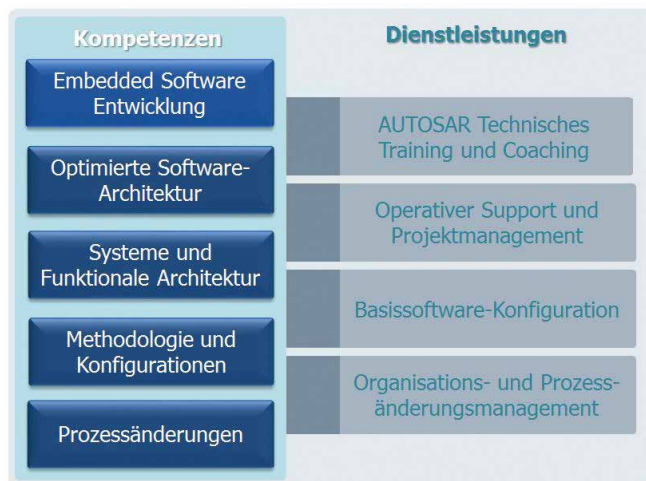 Kompetenzen
Embedded Software
Entwicklung
Optimierte Software-
Architektur
Systeme und
Funktionale Architektur
Methodologie und
Konfigurationen
Prozessänderungen
Dienstleistungen
AUTOSAR Technisches
Training und Coaching
Operativer Support und
Projektmanagement
Basissoftware-Konfiguration
Organisations- und Prozess-
änderungsmanagement